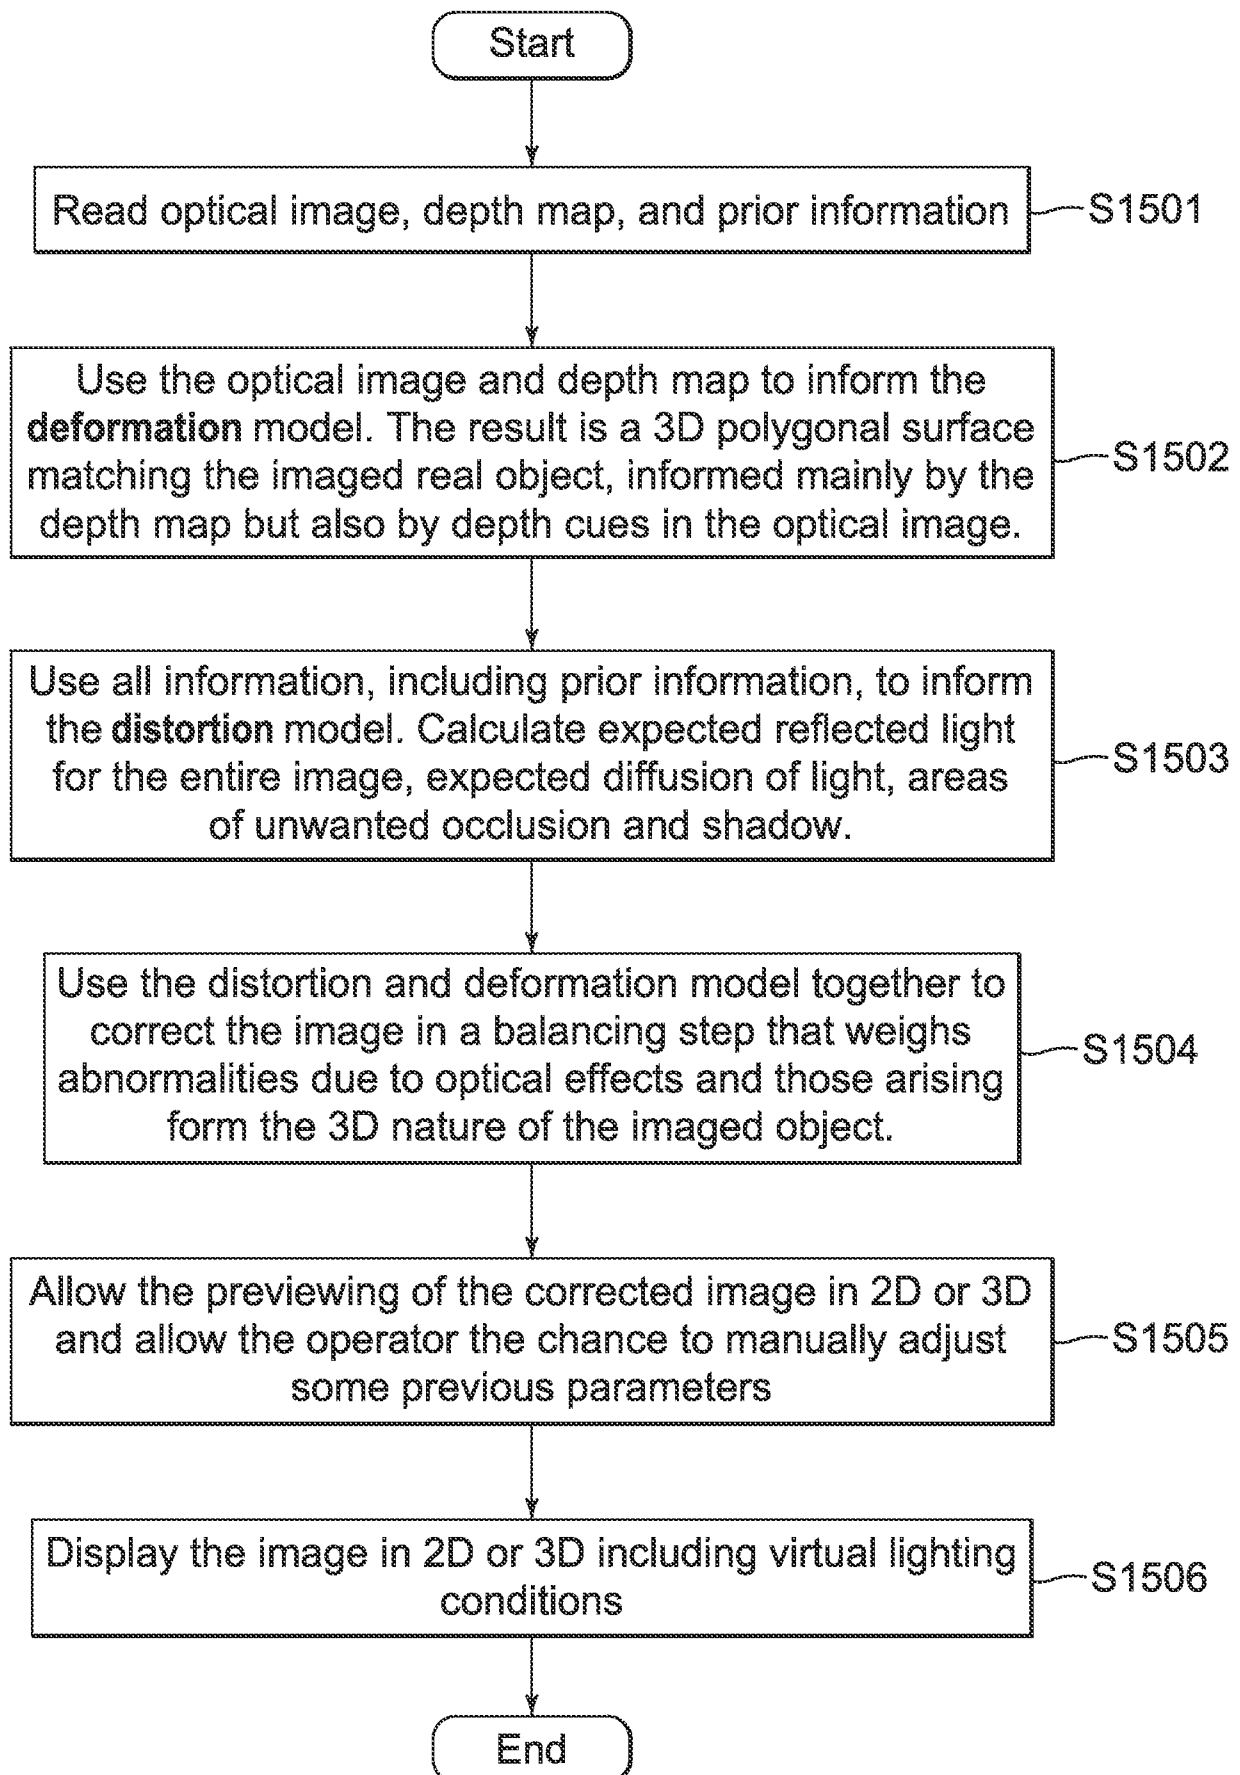 Start
Read optical image, depth map, and prior information
S1501
Use the optical image and depth map to inform the
deformation model. The result is a 3D polygonal surface
matching the imaged real object, informed mainly by the
depth map but also by depth cues in the optical image.
S1502
Use all information, including prior information, to inform
the distortion model. Calculate expected reflected light
for the entire image, expected diffusion of light, areas
of unwanted occlusion and shadow.
S1503
Use the distortion and deformation model together to
correct the image in a balancing step that weighs
abnormalities due to optical effects and those arising
form the 3D nature of the imaged object.
S1504
Allow the previewing of the corrected image in 2D or 3D
and allow the operator the chance to manually adjust
some previous parameters
S1505
Display the image in 2D or 3D including virtual lighting
conditions
S1506
End